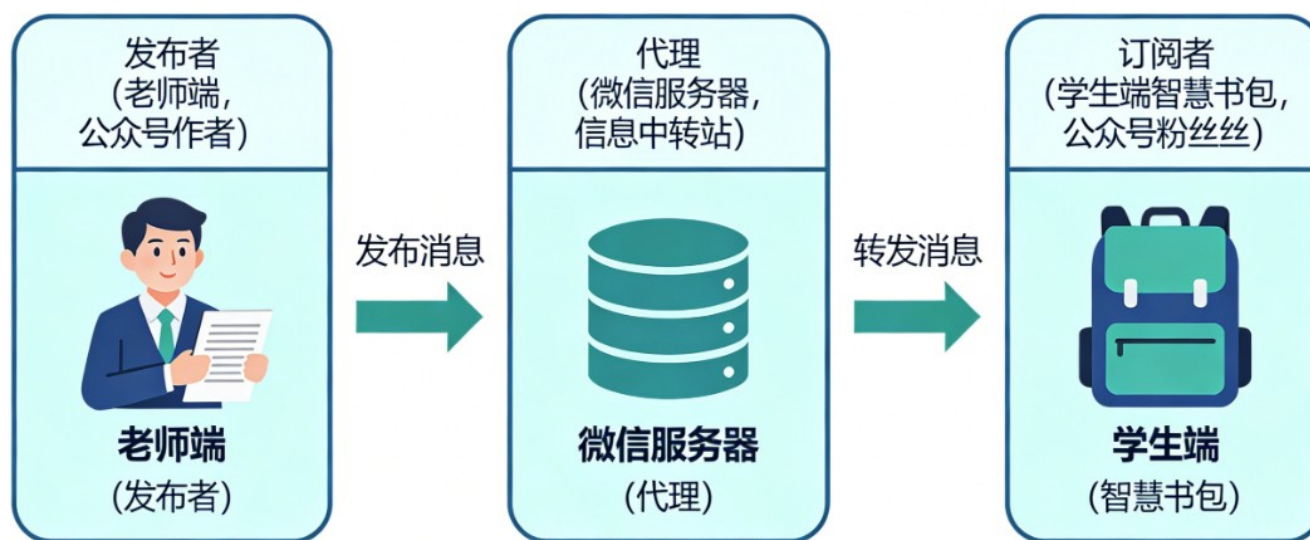 发布者
（老师端，
公众号作者）
老师端
（发布者）
发布消息
代理
（微信服务器，
信息中转站）
微信服务器
（代理）
转发消息
订阅者
（学生端智慧书包，
公众号粉丝丝）
学生端
（智慧书包）